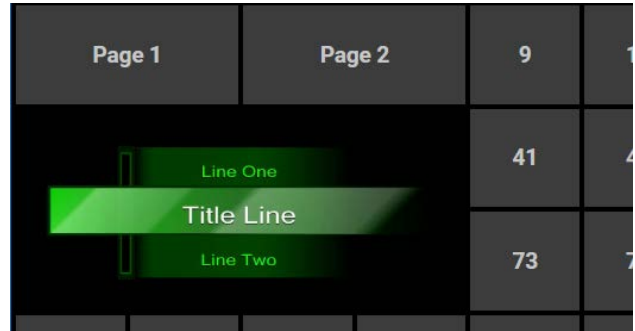 Page 1 Page 2 9
Line One
41
Title Line
Line Two
73